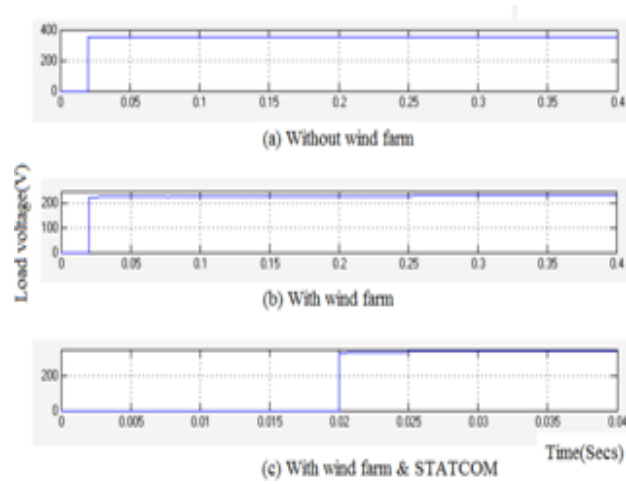 400
200
0
0 0.05 0.1 0.15 0.2 0.25 0.3 0.35 0.4
(a) Without wind farm
Load voltage(V)
200
100
0
0 0.05 0.1 0.15 0.2 0.25 0.3 0.35 0.4
(b) With wind farm
200
0
0 0.005 0.01 0.015 0.02 0.025 0.03 0.035 0.04
Time(Secs)
(c) With wind farm & STATCOM